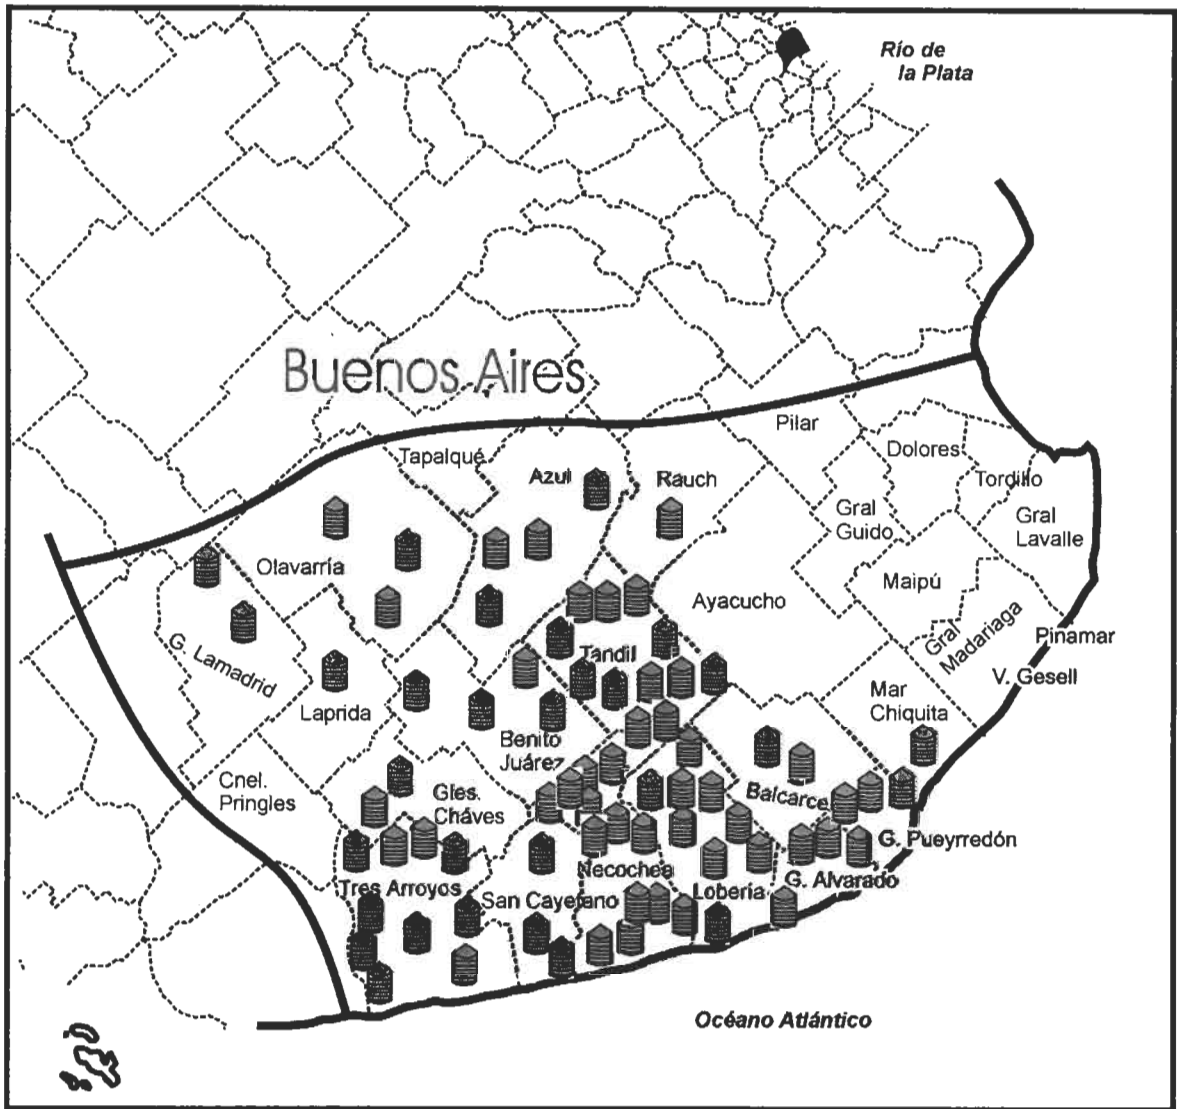 Río de
la Plata
Buenos Aires
Pilar
Tapalqué
Dolores
Azul
Rauch
Tordillo
Gral
Guido
Gral
Lavalle
Olavarría
Maipú
Ayacucho
Gral
Madariaga
Pinamar
G. Lamadrid
Tandil
V. Gesell
Laprida
Mar
Chiquita
Benito
Juárez
Cnel.
Pringles
Gles.
Cháves
Balcarce
G. Pueyrredón
Necochea
G. Alvarado
Tres Arroyos
San Cayetano
Lobería
Océano Atlántico